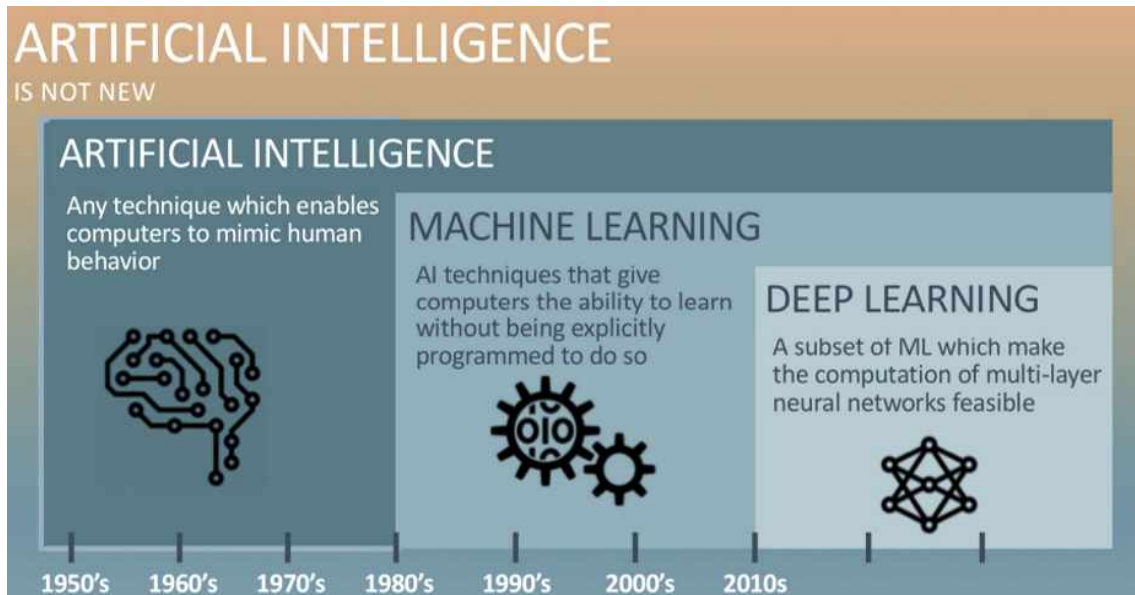 ARTIFICIAL INTELLIGENCE
IS NOT NEW
ARTIFICIAL INTELLIGENCE
Any technique which enables
computers to mimic human
behavior
MACHINE LEARNING
AI techniques that give
computers the ability to learn
without being explicitly
programmed to do so
OIO
DEEP LEARNING
A subset of ML which make
the computation of multi-layer
neural networks feasible
1950's 1960's 1970's 1980's 1990's 2000's 2010s